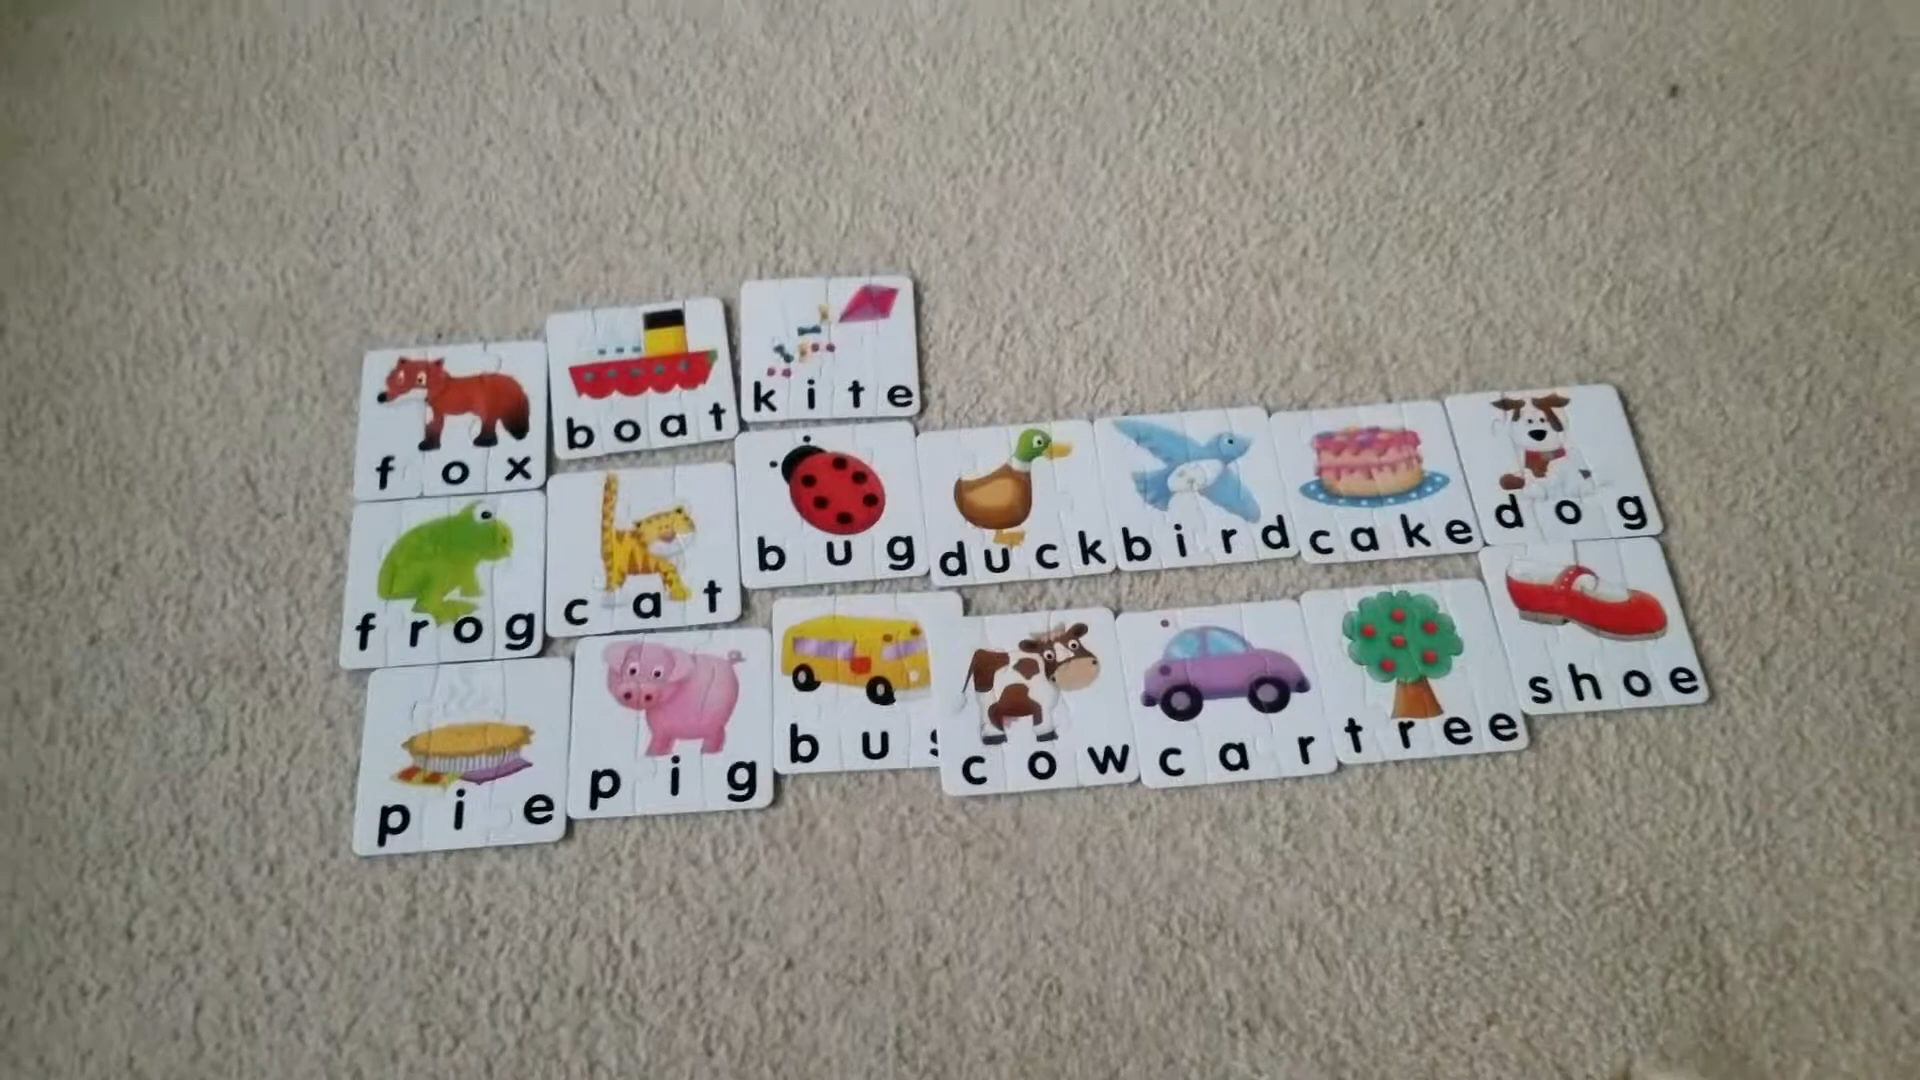 fox
boat
kite
frog
cat
bug
duck
bird
cake
dog
pie
pig
bus
cow
car
tree
shoe